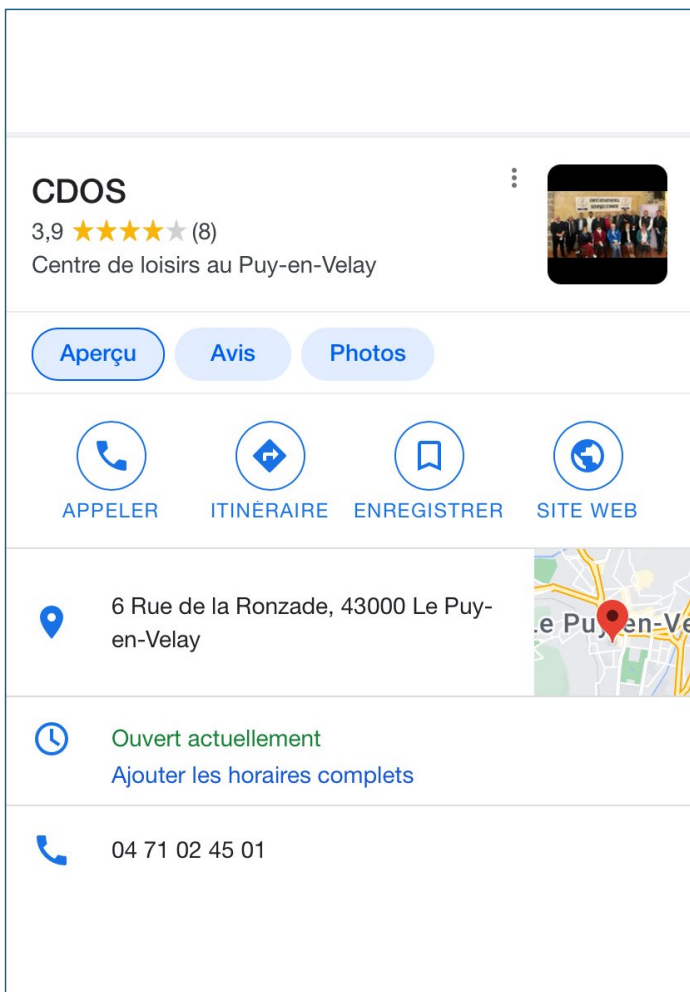 CDOS
3,9 ★★★★★ (8)
Centre de loisirs au Puy-en-Velay
Aperçu
Avis
Photos
APPELER
ITINÉRAIRE
ENREGISTRER
SITE WEB
6 Rue de la Ronzade, 43000 Le Puy-
en-Velay
Le Puy-en-Ve
Ouvert actuellement
Ajouter les horaires complets
04 71 02 45 01